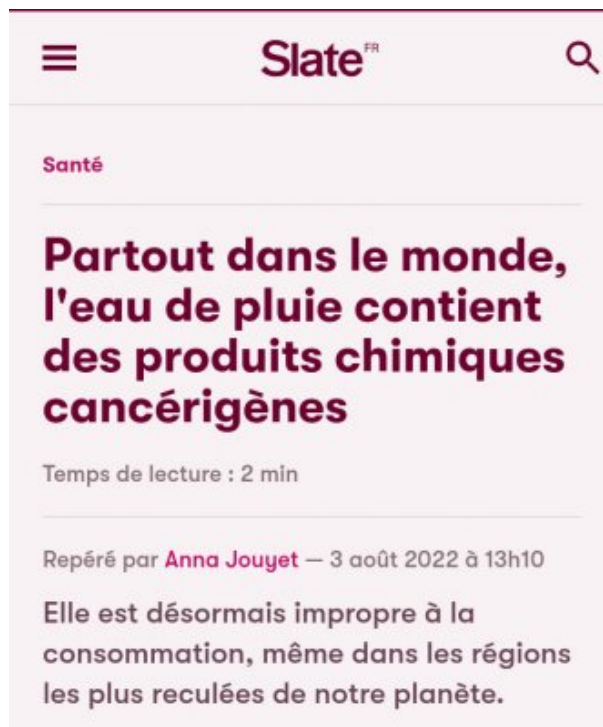 Slate FR
Santé
Partout dans le monde,
l'eau de pluie contient
des produits chimiques
cancérigènes
Temps de lecture : 2 min
Repéré par Anna Jouyet — 3 août 2022 à 13h10
Elle est désormais impropre à la
consommation, même dans les régions
les plus reculées de notre planète.